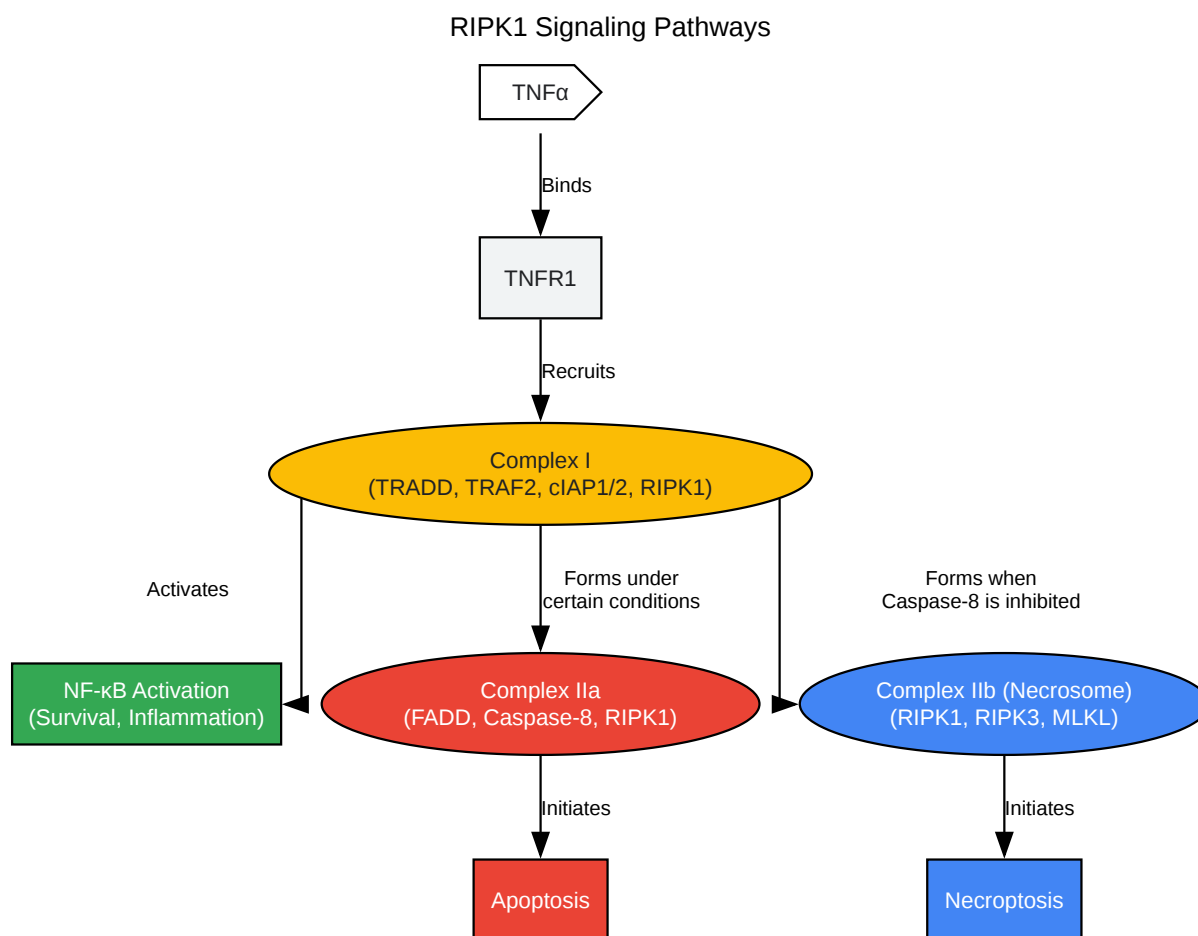 RIPK1 Signaling Pathways
TNFα
Binds
TNFR1
Recruits
Complex I
(TRADD, TRAF2, cIAP1/2, RIPK1)
Activates
Forms under
certain conditions
Forms when
Caspase-8 is inhibited
NF-κB Activation
(Survival, Inflammation)
Complex IIa
(FADD, Caspase-8, RIPK1)
Complex IIb (Necrosome)
(RIPK1, RIPK3, MLKL)
Initiates
Initiates
Apoptosis
Necroptosis